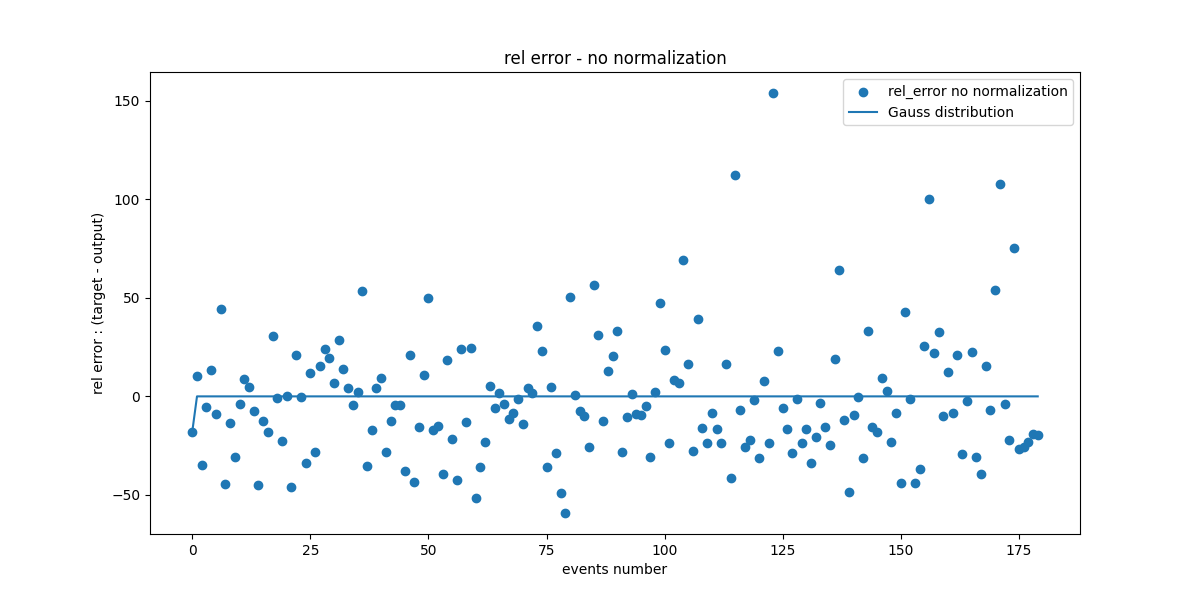 rel error - no normalization
rel_error no normalization
Gauss distribution
rel error : (target - output)
150
100
50
0
−50
0 25 50 75 100 125 150 175
events number